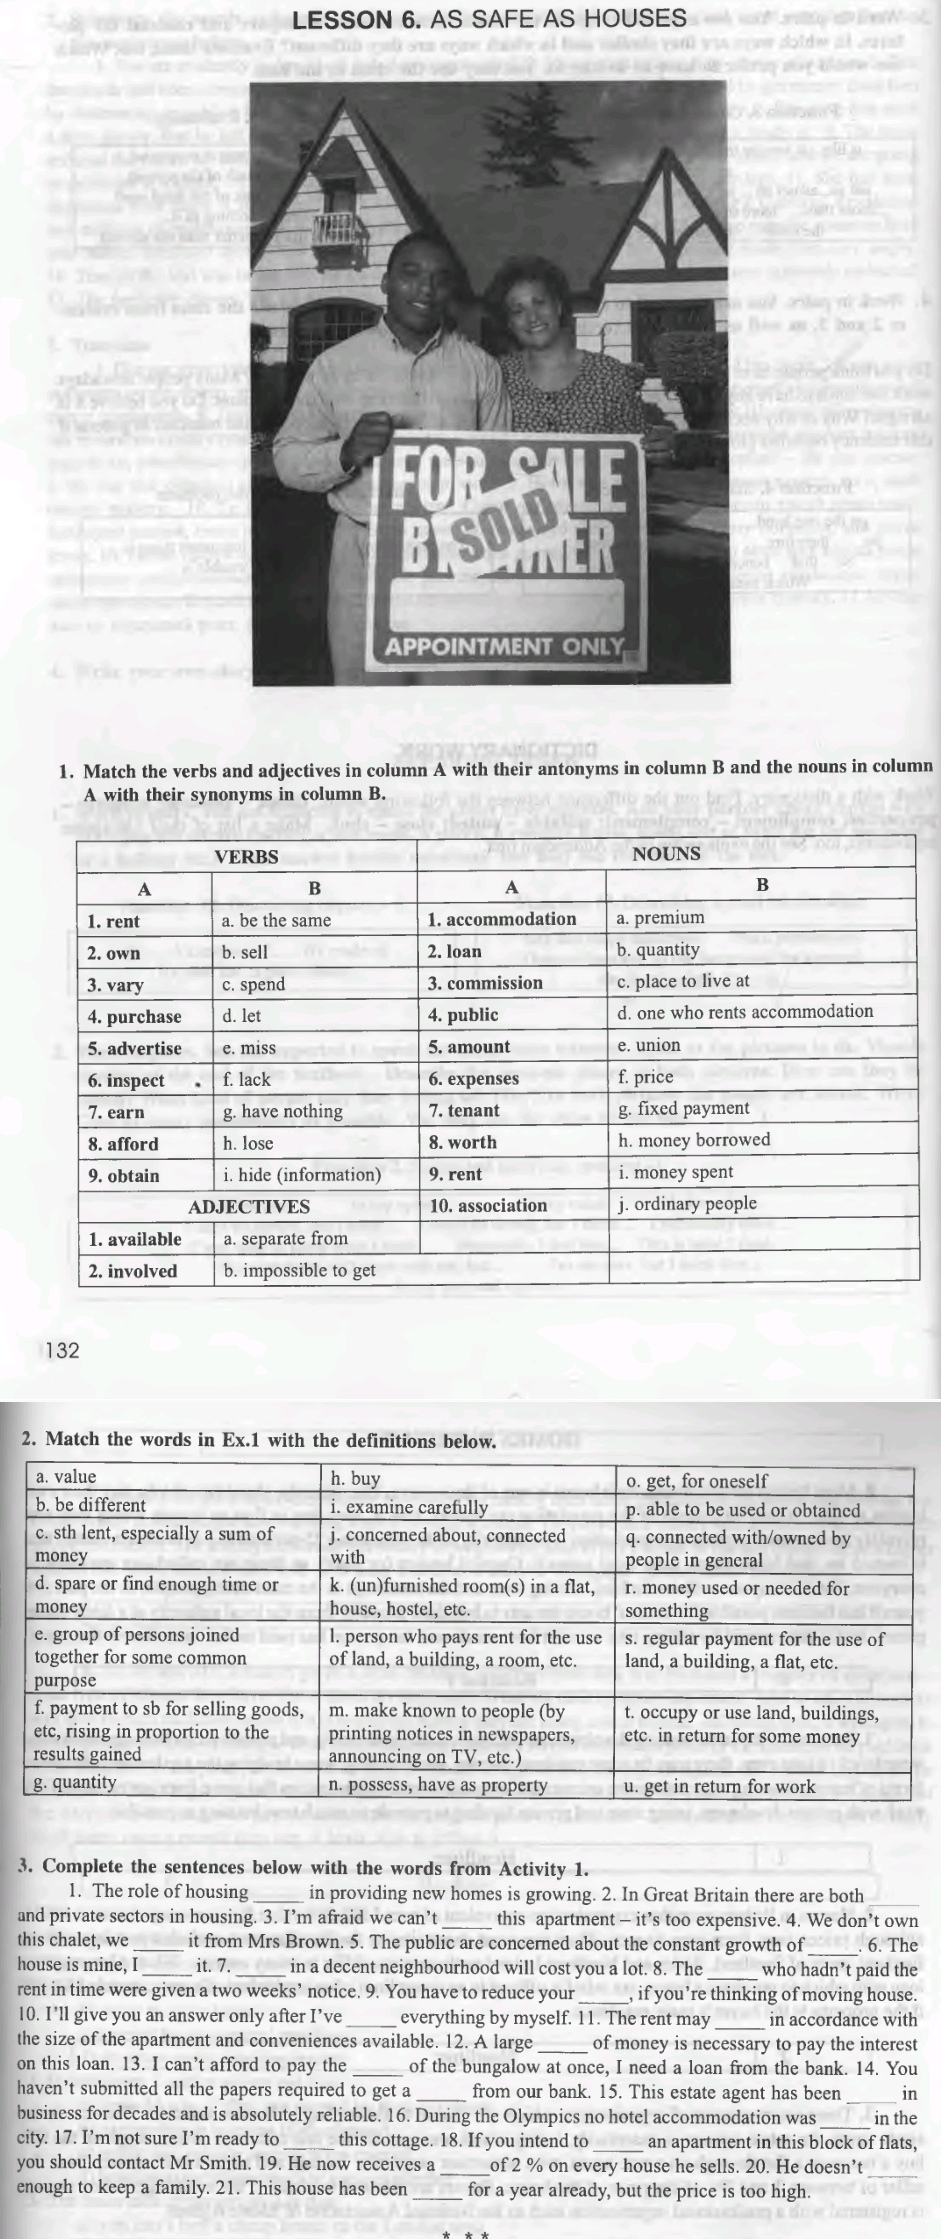 LESSON 6. AS SAFE AS HOUSES
FOR SALE
SOLD
BY OWNER
APPOINTMENT ONLY
1. Match the verbs and adjectives in column A with their antonyms in column B and the nouns in column
A with their synonyms in column B.
VERBS NOUNS
A B A B
1. rent a. be the same 1. accommodation a. premium
2. own b. sell 2. loan b. quantity
3. vary c. spend 3. commission c. place to live at
4. purchase d. let 4. public d. one who rents accommodation
5. advertise e. miss 5. amount e. union
6. inspect f. lack 6. expenses f. price
7. earn g. have nothing 7. tenant g. fixed payment
8. afford h. lose 8. worth h. money borrowed
9. obtain i. hide (information) 9. rent i. money spent
ADJECTIVES 10. association j. ordinary people
1. available a. separate from
2. involved b. impossible to get
132
2. Match the words in Ex.1 with the definitions below.
a. value h. buy o. get, for oneself
b. be different i. examine carefully p. able to be used or obtained
c. sth lent, especially a sum of j. concerned about, connected q. connected with/owned by
money with people in general
d. spare or find enough time or k. (un)furnished room(s) in a flat, r. money used or needed for
money house, hostel, etc. something
e. group of persons joined l. person who pays rent for the use s. regular payment for the use of
together for some common of land, a building, a room, etc. land, a building, a flat, etc.
purpose
f. payment to sb for selling goods, m. make known to people (by t. occupy or use land, buildings,
etc, rising in proportion to the printing notices in newspapers, etc. in return for some money
results gained announcing on TV, etc.)
g. quantity n. possess, have as property u. get in return for work
3. Complete the sentences below with the words from Activity 1.
1. The role of housing _____ in providing new homes is growing. 2. In Great Britain there are both _____
and private sectors in housing. 3. I'm afraid we can't _____ this apartment – it's too expensive. 4. We don't own
this chalet, we _____ it from Mrs Brown. 5. The public are concerned about the constant growth of _____ . 6. The
house is mine, I _____ it. 7. _____ in a decent neighbourhood will cost you a lot. 8. The _____ who hadn't paid the
rent in time were given a two weeks' notice. 9. You have to reduce your _____, if you're thinking of moving house.
10. I'll give you an answer only after I've _____ everything by myself. 11. The rent may _____ in accordance with
the size of the apartment and conveniences available. 12. A large _____ of money is necessary to pay the interest
on this loan. 13. I can't afford to pay the _____ of the bungalow at once, I need a loan from the bank. 14. You
haven't submitted all the papers required to get a _____ from our bank. 15. This estate agent has been _____ in
business for decades and is absolutely reliable. 16. During the Olympics no hotel accommodation was _____ in the
city. 17. I'm not sure I'm ready to _____ this cottage. 18. If you intend to _____ an apartment in this block of flats,
you should contact Mr Smith. 19. He now receives a _____ of 2 % on every house he sells. 20. He doesn't _____
enough to keep a family. 21. This house has been _____ for a year already, but the price is too high.
* * *